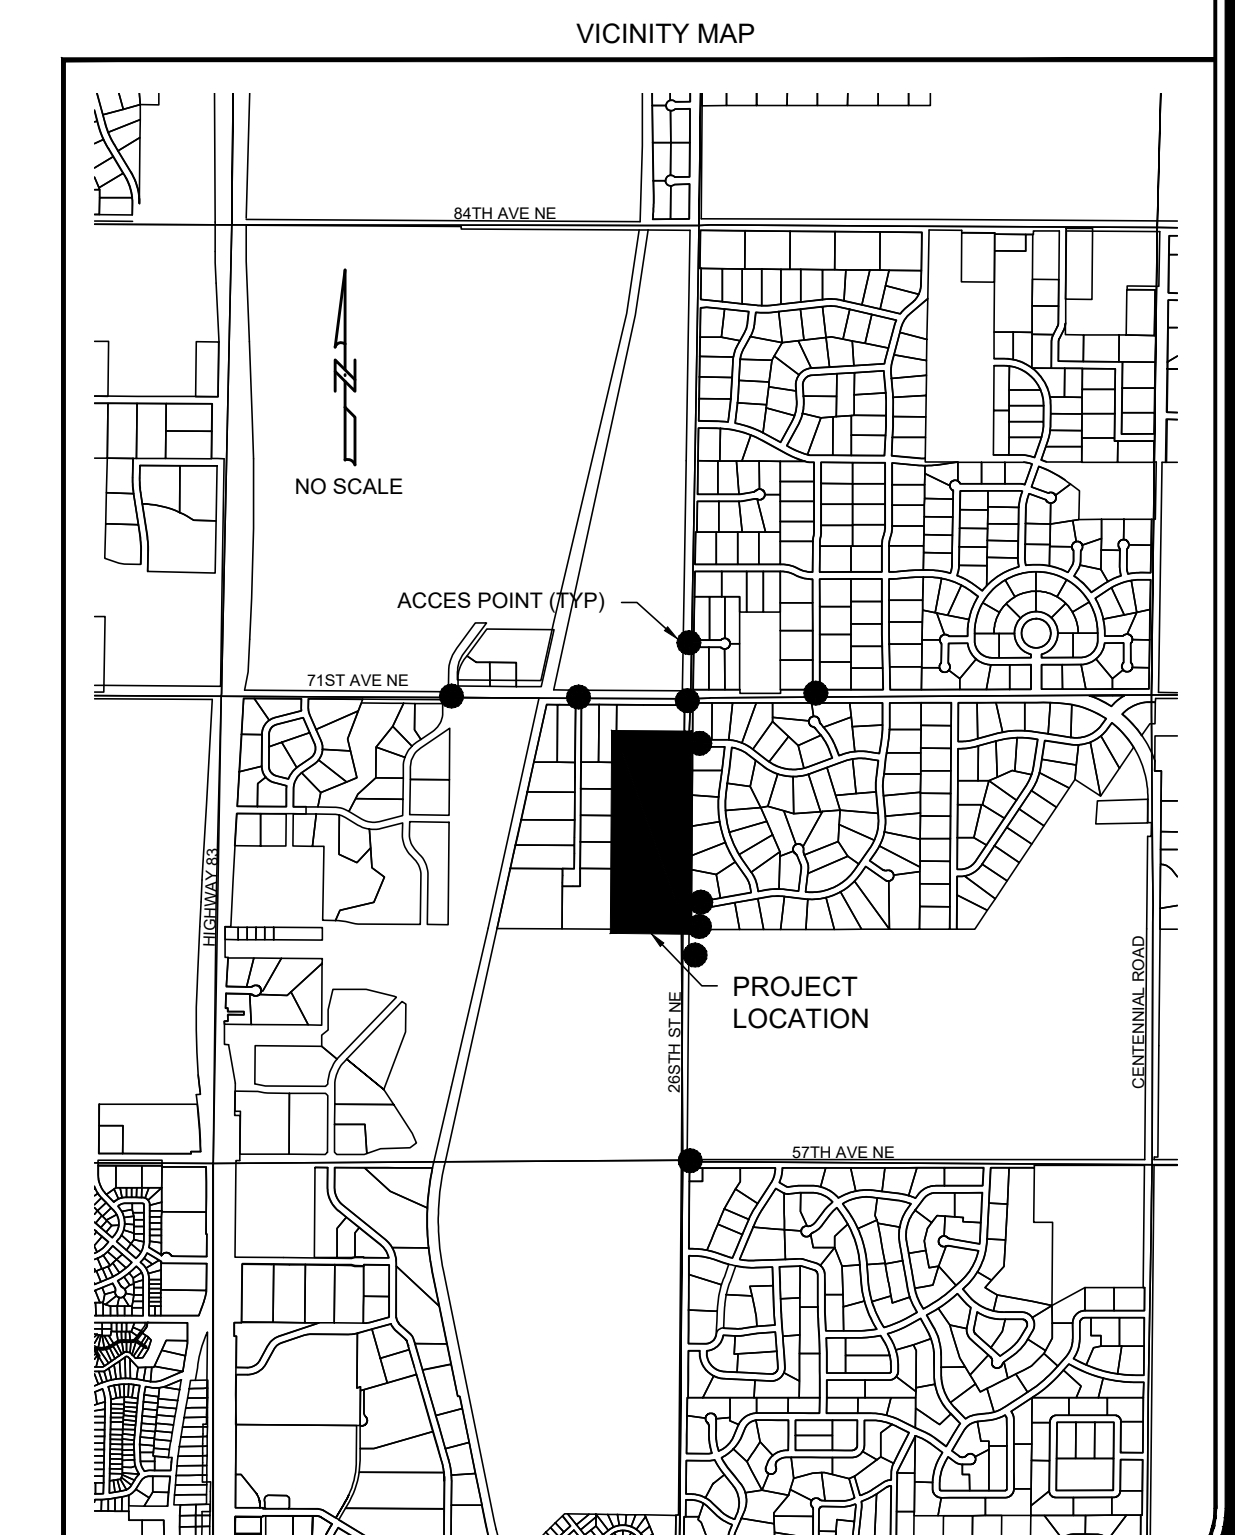 VICINITY MAP
84TH AVE NE
N
NO SCALE
ACCES POINT (TYP)
71ST AVE NE
HIGHWAY 83
PROJECT
LOCATION
26STH ST NE
CENTENNIAL ROAD
57TH AVE NE